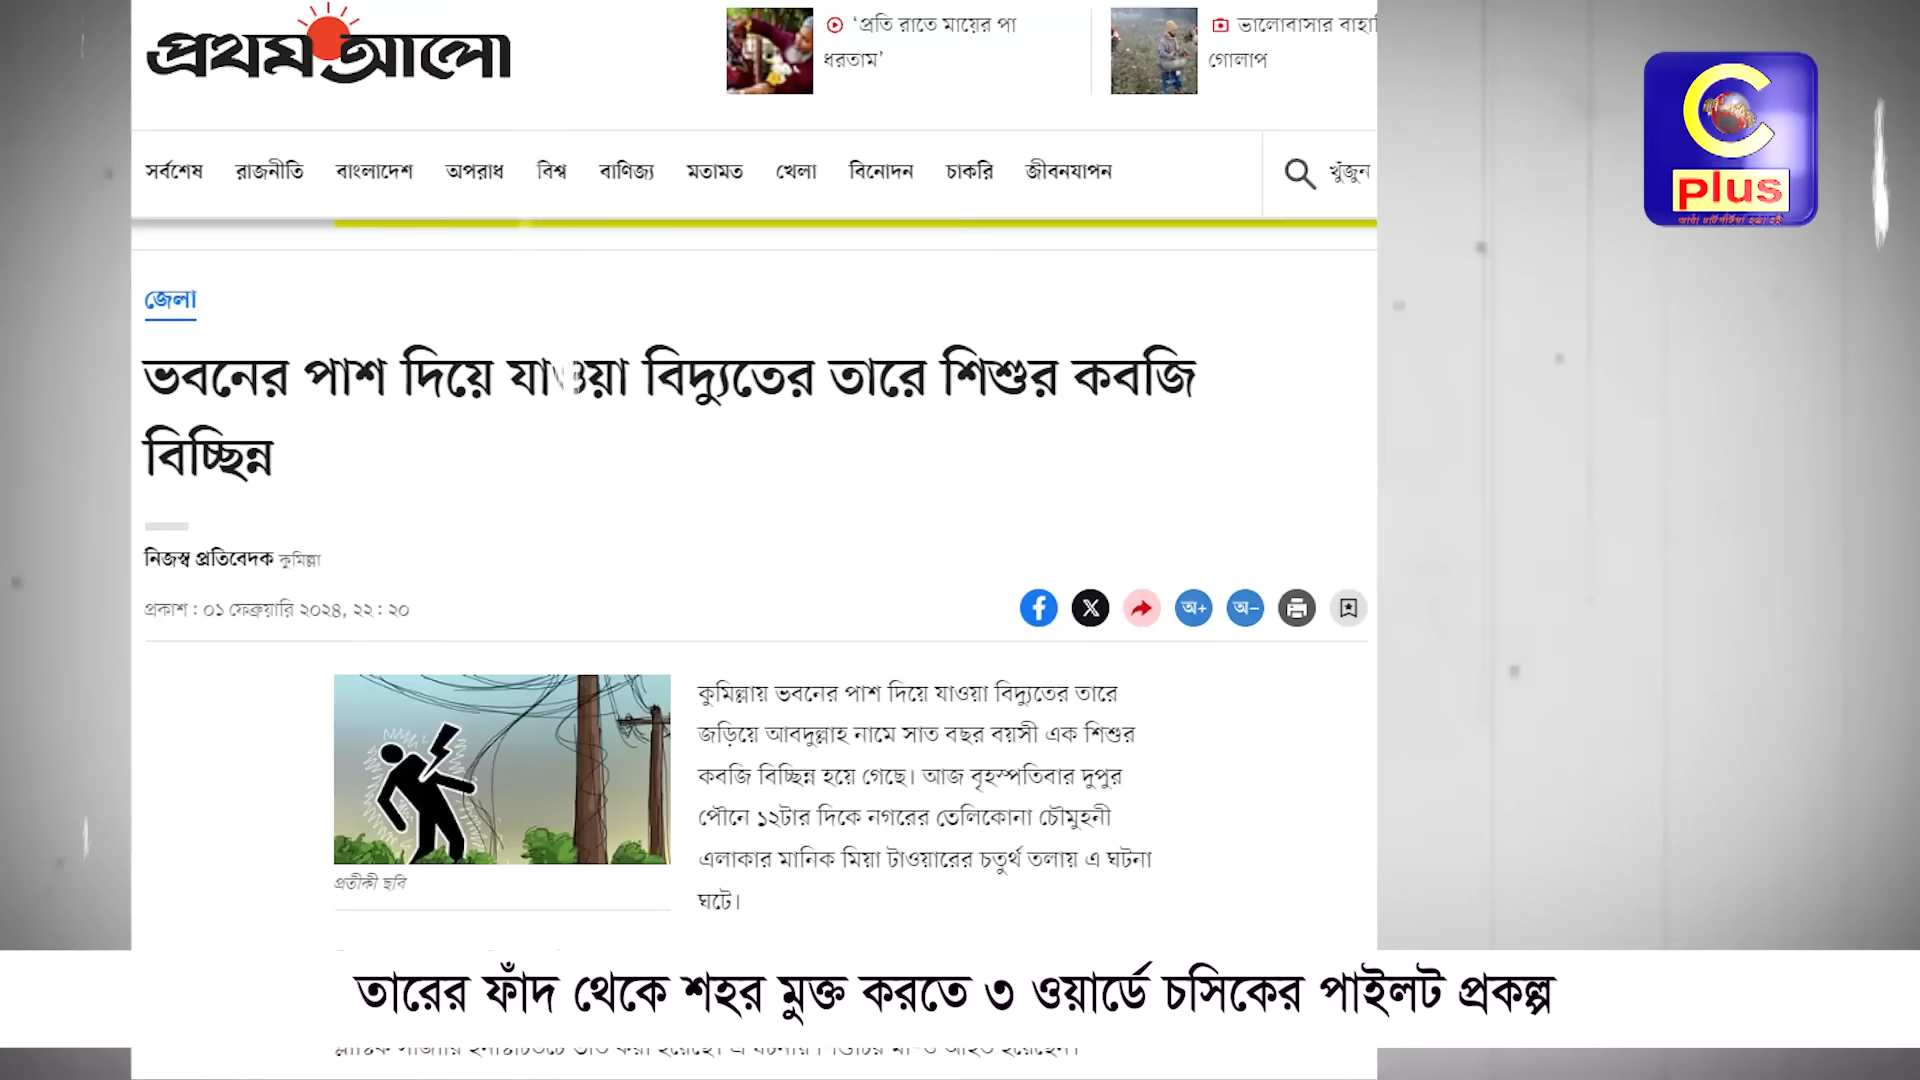 প্রথম আলো
‘প্রতি রাতে মায়ের পা
ধরতাম’
ভালোবাসার
গোলাপ
C
plus
সর্বশেষ রাজনীতি বাংলাদেশ অপরাধ বিশ্ব বাণিজ্য মতামত খেলা বিনোদন চাকরি জীবনযাপন খুঁজুন
জেলা
ভবনের পাশ দিয়ে যাওয়া বিদ্যুতের তারে শিশুর কবজি
বিচ্ছিন্ন
নিজস্ব প্রতিবেদক কুমিল্লা
প্রকাশ : ০১ ফেব্রুয়ারি ২০২৪, ২২ : ২০
অ+ অ−
কুমিল্লায় ভবনের পাশ দিয়ে যাওয়া বিদ্যুতের তারে
জড়িয়ে আবদুল্লাহ নামে সাত বছর বয়সী এক শিশুর
কবজি বিচ্ছিন্ন হয়ে গেছে। আজ বৃহস্পতিবার দুপুর
পৌনে ১২টার দিকে নগরের তেলিকোনা চৌমুহনী
এলাকার মানিক মিয়া টাওয়ারের চতুর্থ তলায় এ ঘটনা
ঘটে।
প্রতীকী ছবি
তারের ফাঁদ থেকে শহর মুক্ত করতে ৩ ওয়ার্ডে চসিকের পাইলট প্রকল্প